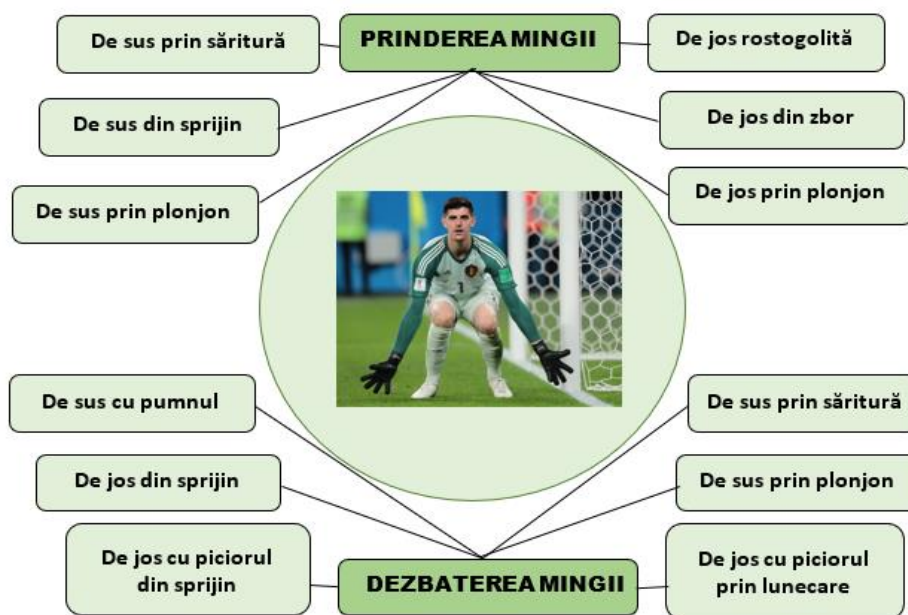 De sus prin săritură
PRINDEREA MINGII
De jos rostogolită
De sus din sprijin
De jos din zbor
De sus prin plonjon
De jos prin plonjon
1
De sus cu pumnul
De sus prin săritură
De jos din sprijin
De sus prin plonjon
De jos cu piciorul
din sprijin
DEZBATEREA MINGII
De jos cu piciorul
prin lunecare